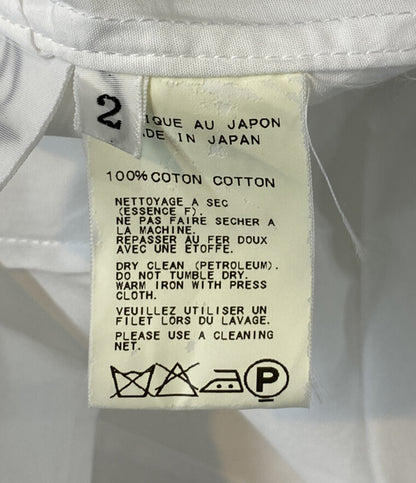 2
IQUE AU JAPON
DE IN JAPAN
100% COTON COTTON
NETTOYAGE A SEC
(ESSENCE F).
NE PAS FAIRE SECHER A
LA MACHINE.
REPASSER AU FER DOUX
AVEC UNE ETOFFE.
DRY CLEAN (PETROLEUM).
DO NOT TUMBLE DRY.
WARM IRON WITH PRESS
CLOTH.
VEUILLEZ UTILISER UN
FILET LORS DU LAVAGE.
PLEASE USE A CLEANING
NET.
P